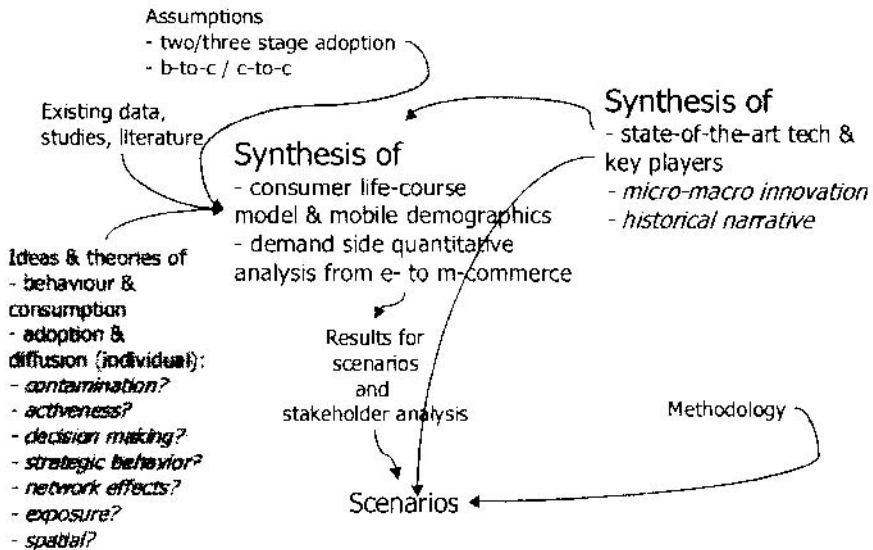 Assumptions
- two/three stage adoption
- b-to-c / c-to-c
Existing data,
studies, literature
Synthesis of
- consumer life-course
model & mobile demographics
- demand side quantitative
analysis from e- to m-commerce
Synthesis of
- state-of-the-art tech &
key players
- micro-macro innovation
- historical narrative
Ideas & theories of
- behaviour &
consumption
- adoption &
diffusion (individual):
- contamination?
- activeness?
- decision making?
- strategic behavior?
- network effects?
- exposure?
- spatial?
Results for
scenarios
and
stakeholder analysis
Methodology
Scenarios